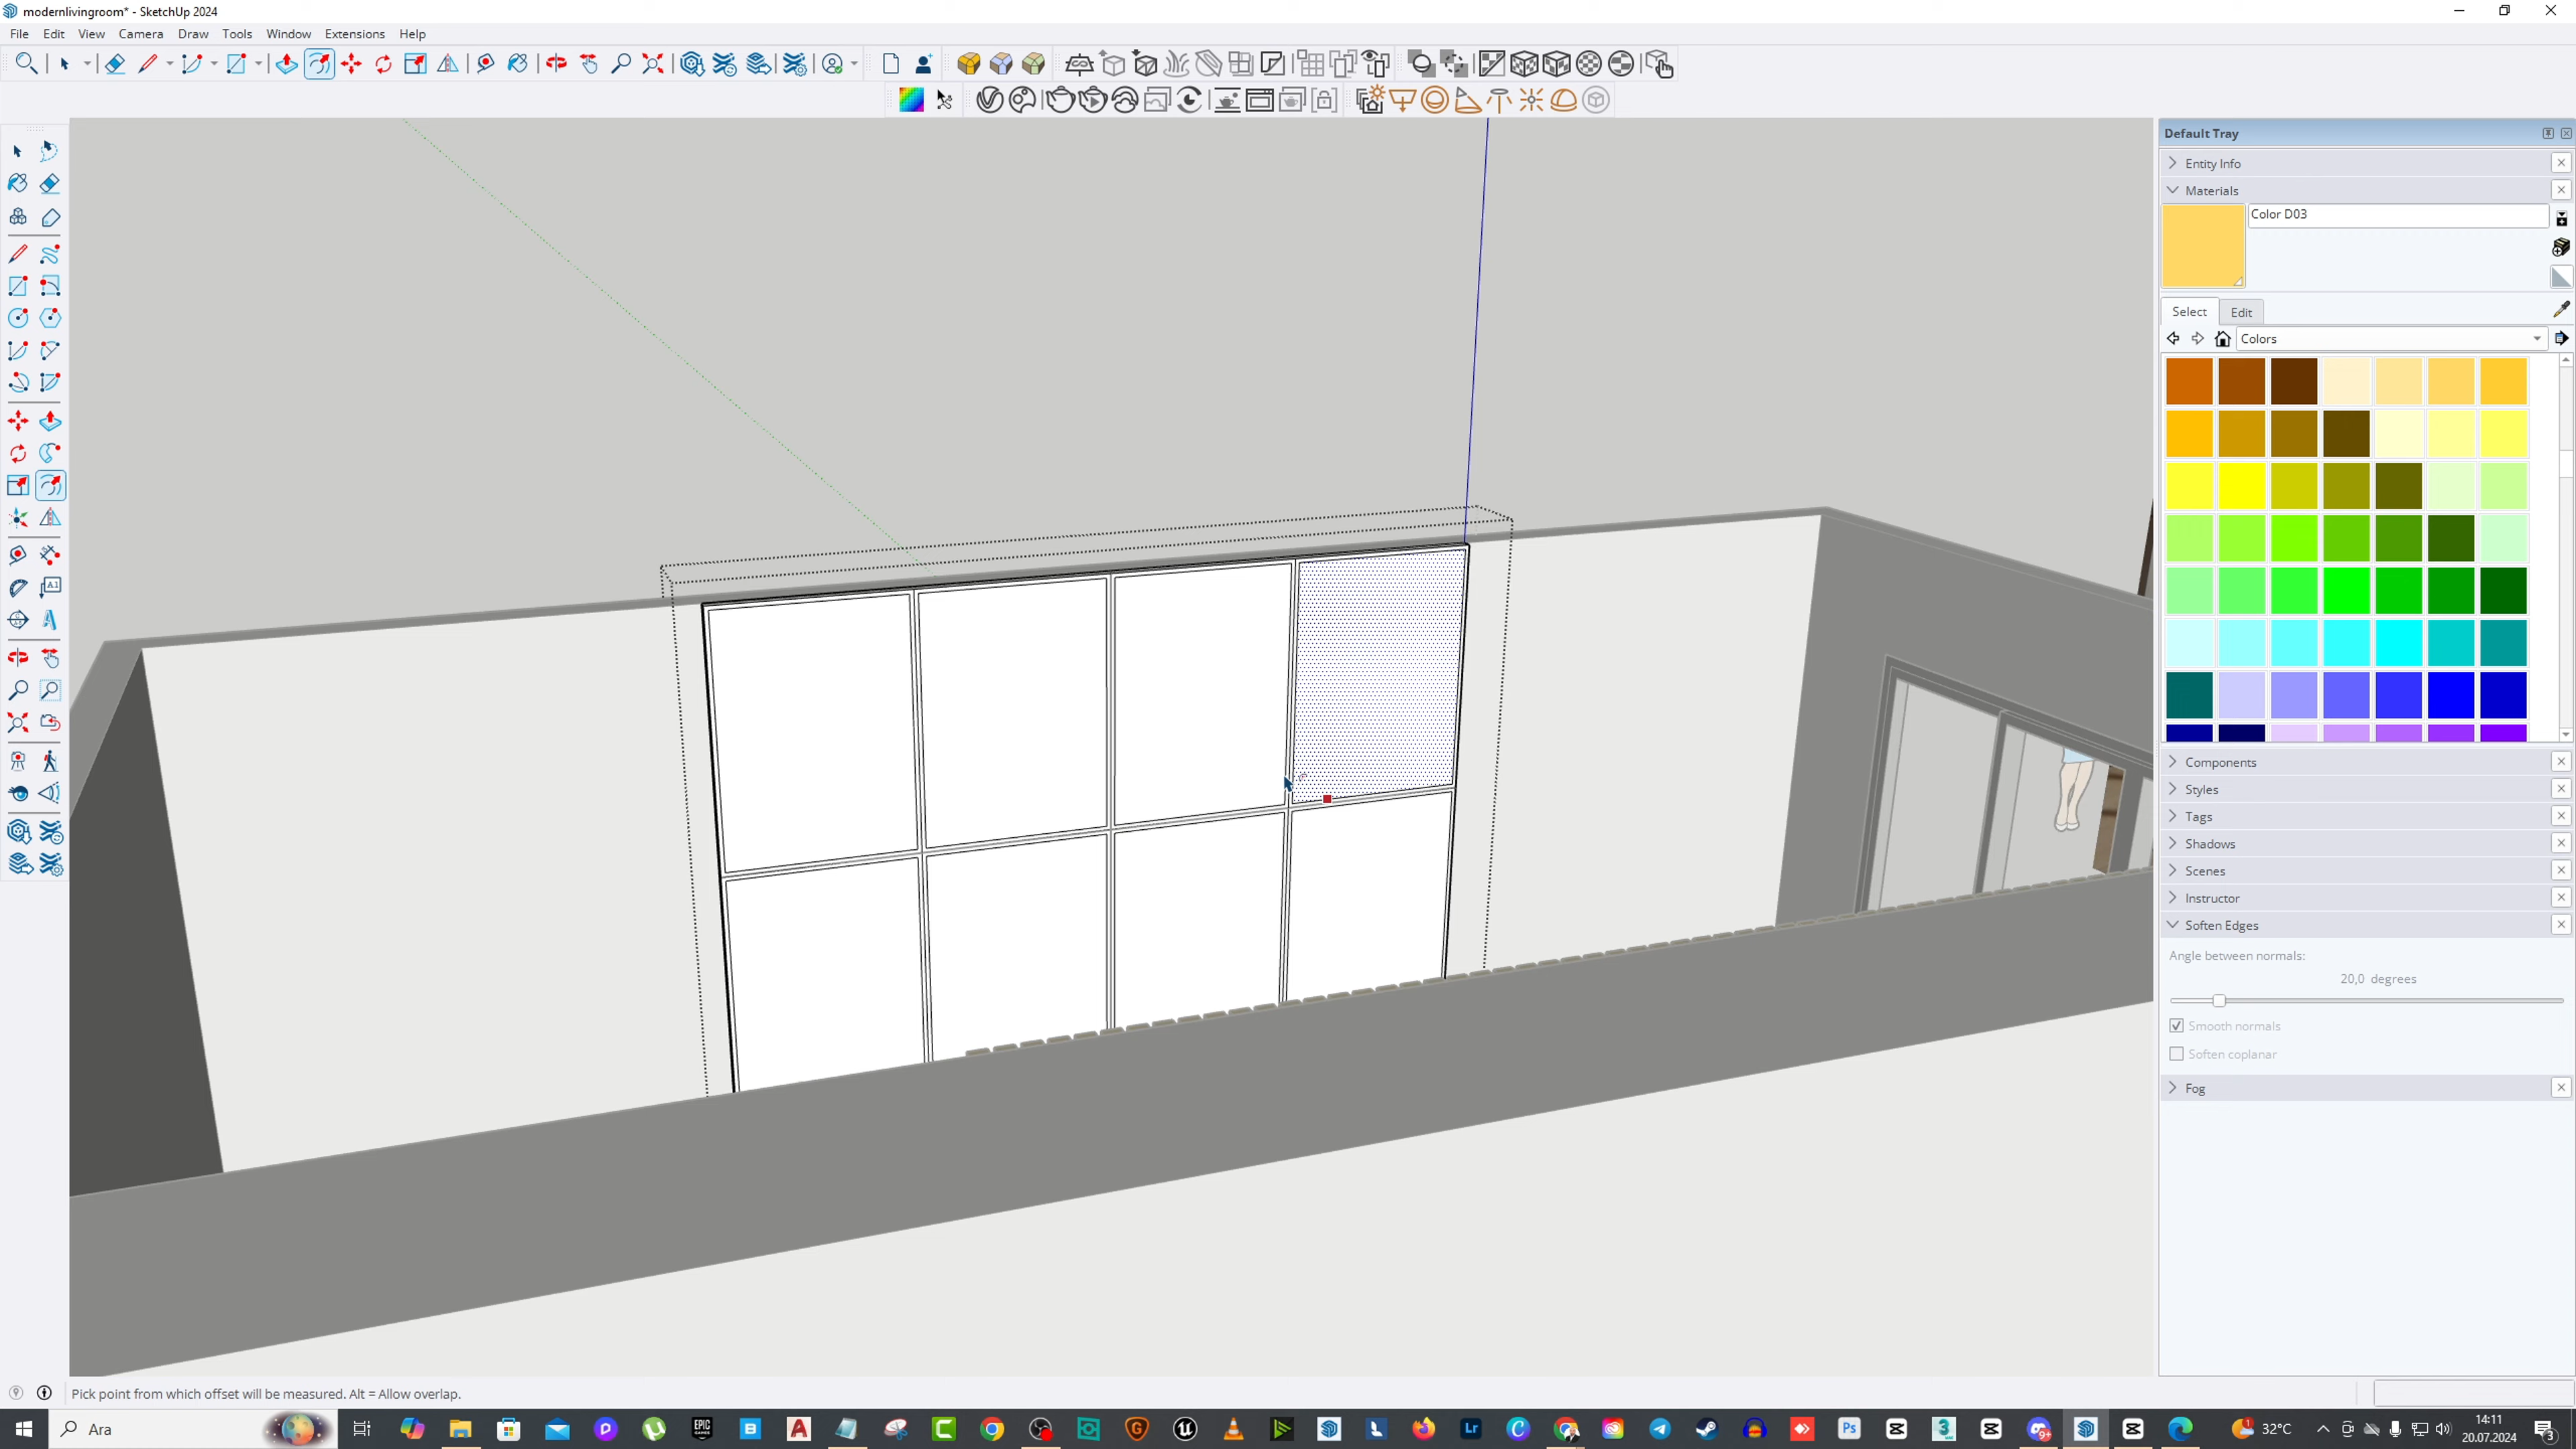 modernlivingroom* - SketchUp 2024
File Edit View Camera Draw Tools Window Extensions Help
Default Tray
Entity Info
Materials
Color D03
Select Edit
Colors
Components
Styles
Tags
Shadows
Scenes
Instructor
Soften Edges
Angle between normals:
20,0 degrees
Smooth normals
Soften coplanar
Fog
Pick point from which offset will be measured. Alt = Allow overlap.
Ara
32°C
14:11
20.07.2024